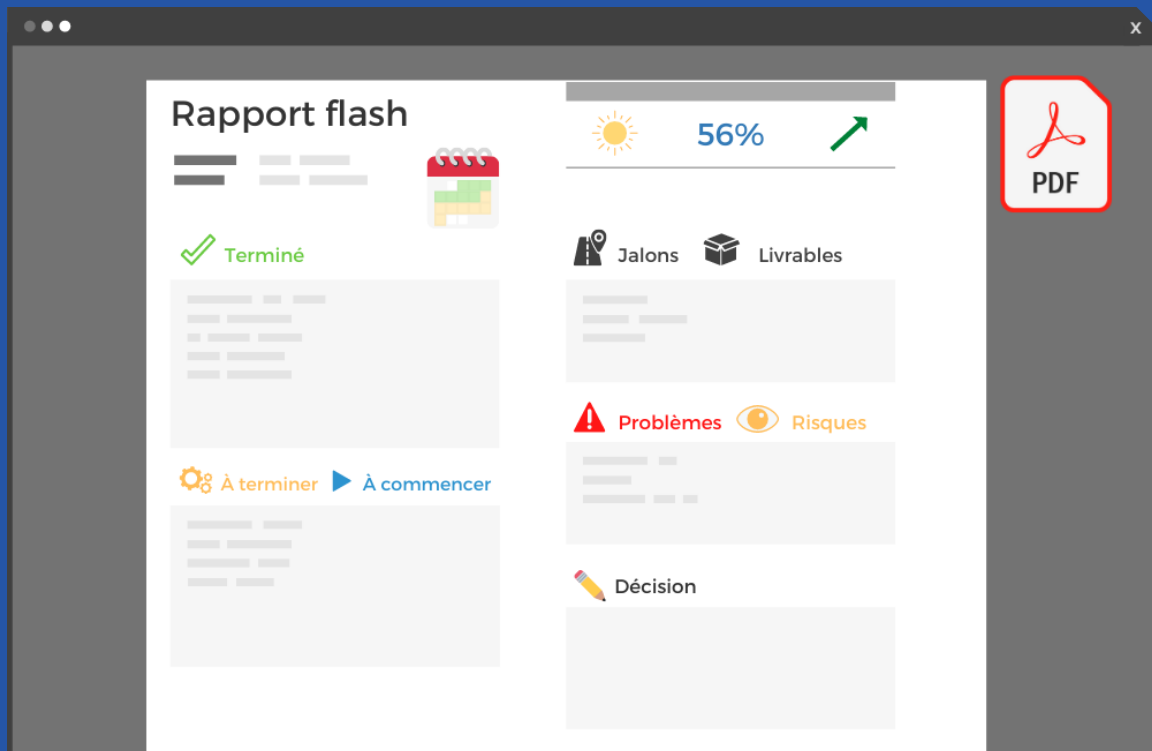 X
Rapport flash
56%
PDF
Terminé
Jalons Livrables
Problèmes Risques
À terminer À commencer
Décision